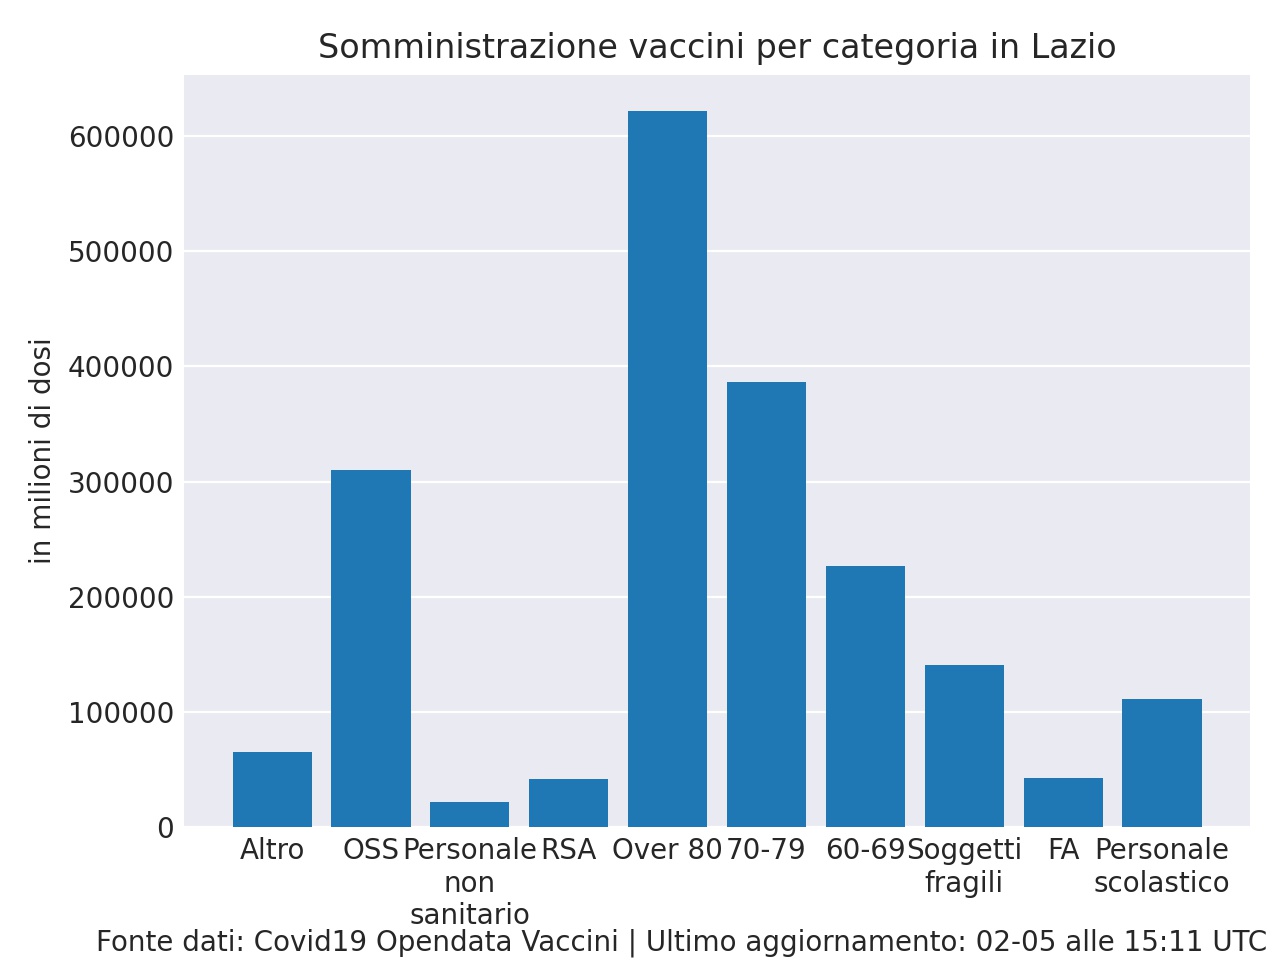 Somministrazione vaccini per categoria in Lazio
in milioni di dosi
600000
500000
400000
300000
200000
100000
0
Altro OSS Personale RSA Over 80 70-79 60-69 Soggetti FA Personale
non fragili scolastico
sanitario
Fonte dati: Covid19 Opendata Vaccini | Ultimo aggiornamento: 02-05 alle 15:11 UTC